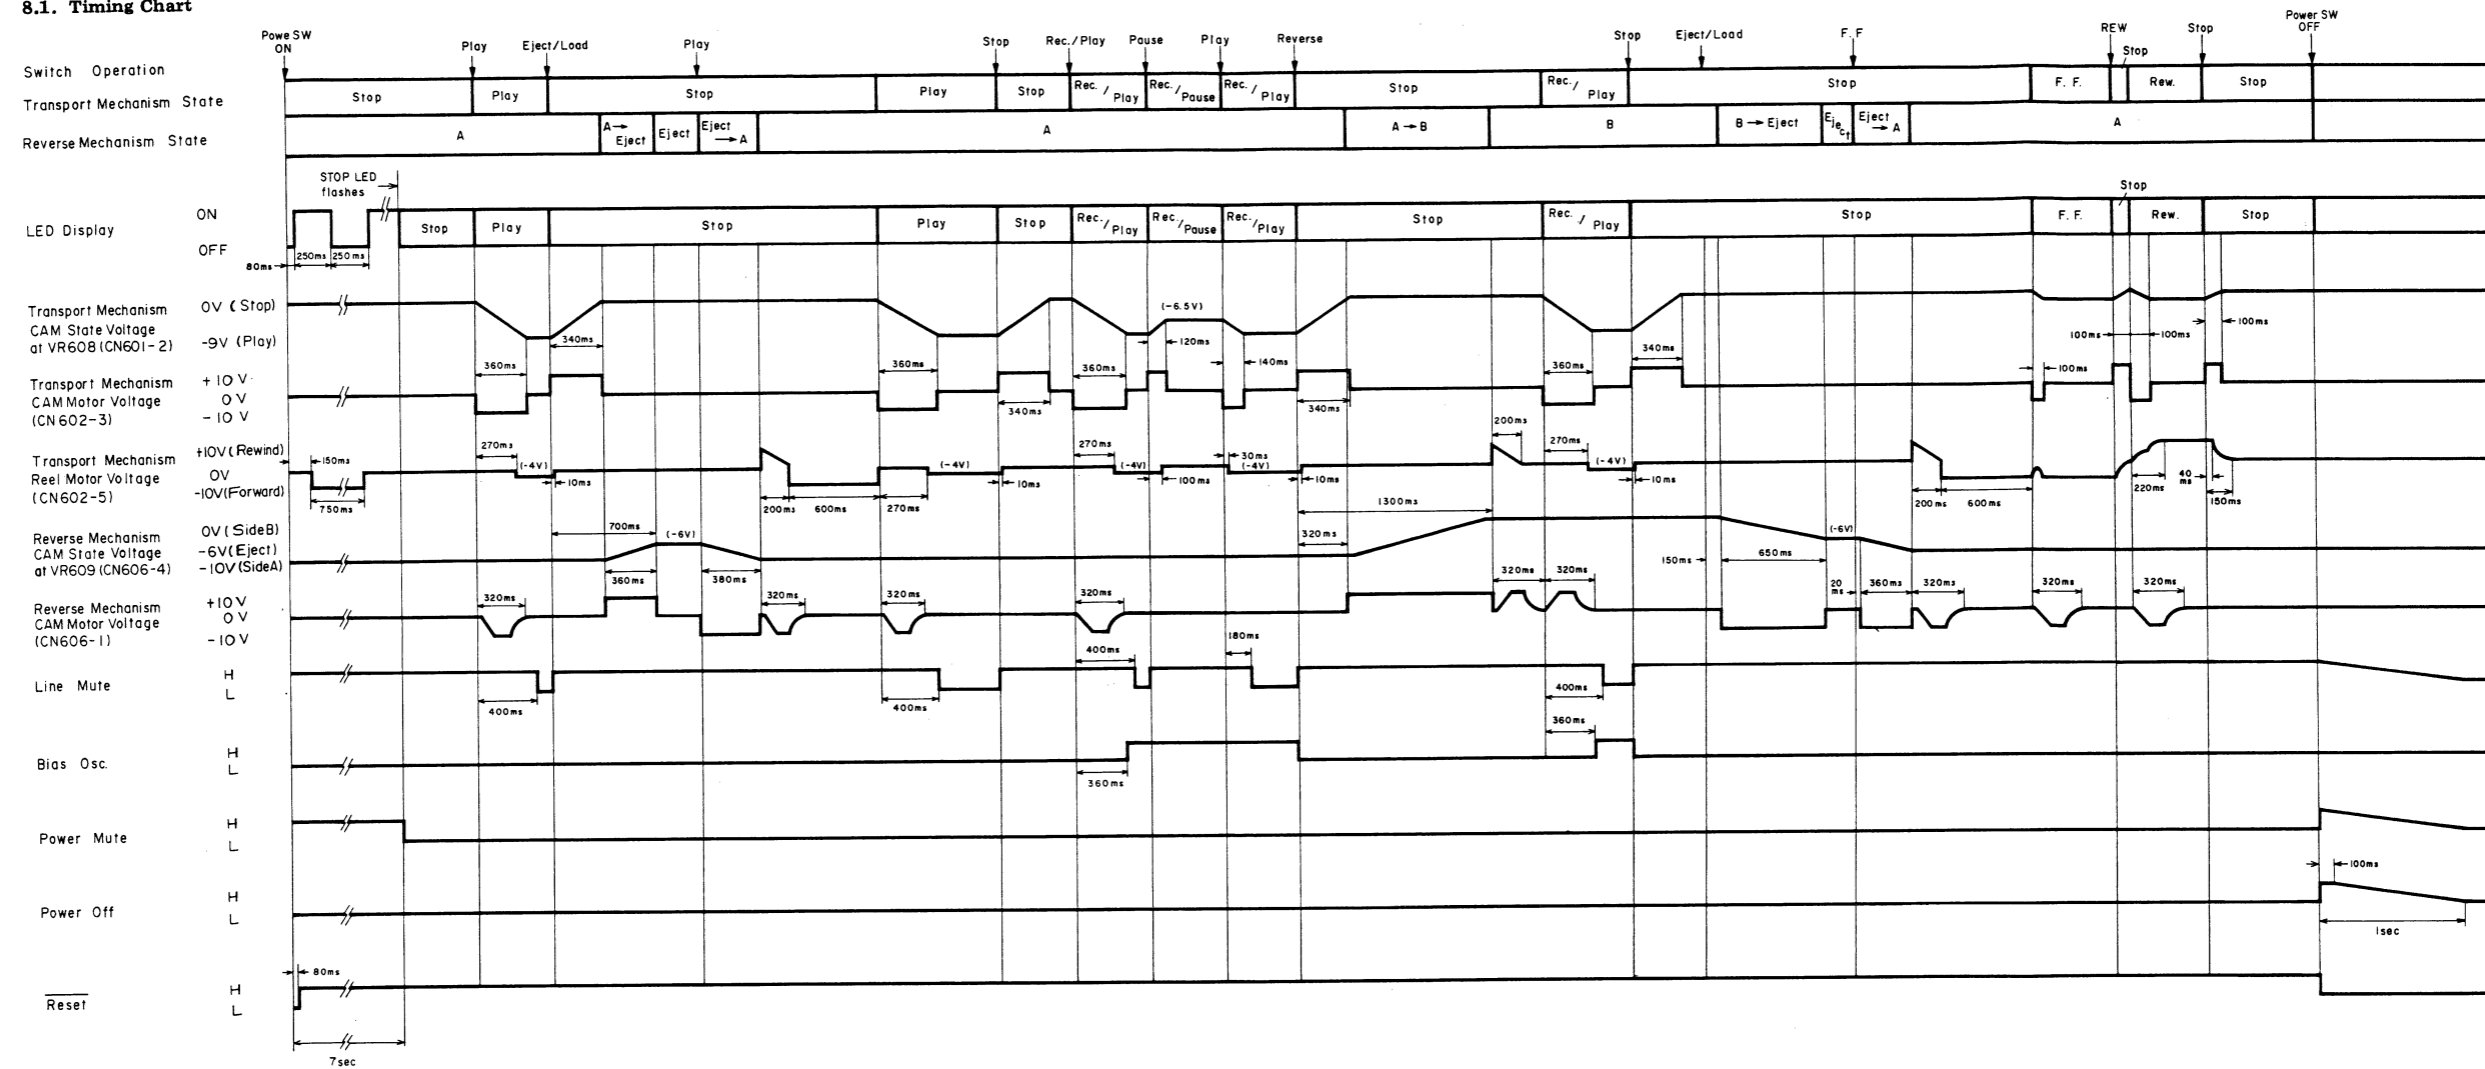 8.1. Timing Chart
Powe SW ON
Play
Eject/Load
Play
Stop
Rec./Play
Pause
Play
Reverse
Stop
Eject/Load
F. F
REW
Stop
Stop
Power SW OFF
Switch Operation
Transport Mechanism State
Stop
Play
Stop
Play
Stop
Rec./Play
Rec./Pause
Rec./Play
Stop
Rec./Play
Stop
F. F.
Rew.
Stop
Reverse Mechanism State
A
A→Eject
Eject
Eject→A
A
A→B
B
B→Eject
Eject
Eject→A
A
STOP LED flashes
Stop
LED Display
ON
OFF
Stop
Play
Stop
Play
Stop
Rec./Play
Rec./Pause
Rec./Play
Stop
Rec./Play
Stop
F. F.
Rew.
Stop
80ms
250ms
250ms
Transport Mechanism
CAM State Voltage
at VR608 (CN601-2)
0V (Stop)
-9V (Play)
(-6.5V)
340ms
120ms
100ms
100ms
100ms
Transport Mechanism
CAM Motor Voltage
(CN602-3)
+10V
0V
-10V
360ms
360ms
340ms
360ms
140ms
340ms
360ms
340ms
100ms
Transport Mechanism
Reel Motor Voltage
(CN602-5)
+10V(Rewind)
0V
-10V(Forward)
150ms
750ms
270ms
(-4V)
10ms
200ms
600ms
270ms
(-4V)
10ms
270ms
(-4V)
100ms
30ms
(-4V)
10ms
200ms
270ms
(-4V)
10ms
200ms
600ms
220ms
40ms
150ms
Reverse Mechanism
CAM State Voltage
at VR609 (CN606-4)
0V (SideB)
-6V(Eject)
-10V(SideA)
700ms
(-6V)
1300ms
320ms
150ms
650ms
(-6V)
Reverse Mechanism
CAM Motor Voltage
(CN606-1)
+10V
0V
-10V
320ms
360ms
380ms
320ms
320ms
320ms
320ms
320ms
20ms
360ms
320ms
320ms
320ms
Line Mute
H
L
400ms
400ms
400ms
180ms
400ms
Bias Osc.
H
L
360ms
360ms
Power Mute
H
L
Power Off
H
L
100ms
1sec
Reset
H
L
80ms
7sec